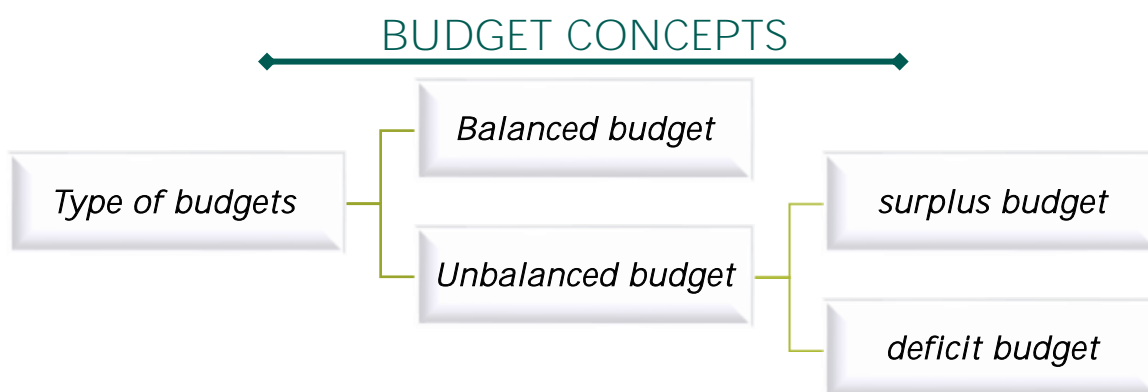 BUDGET CONCEPTS
Type of budgets
Balanced budget
Unbalanced budget
surplus budget
deficit budget